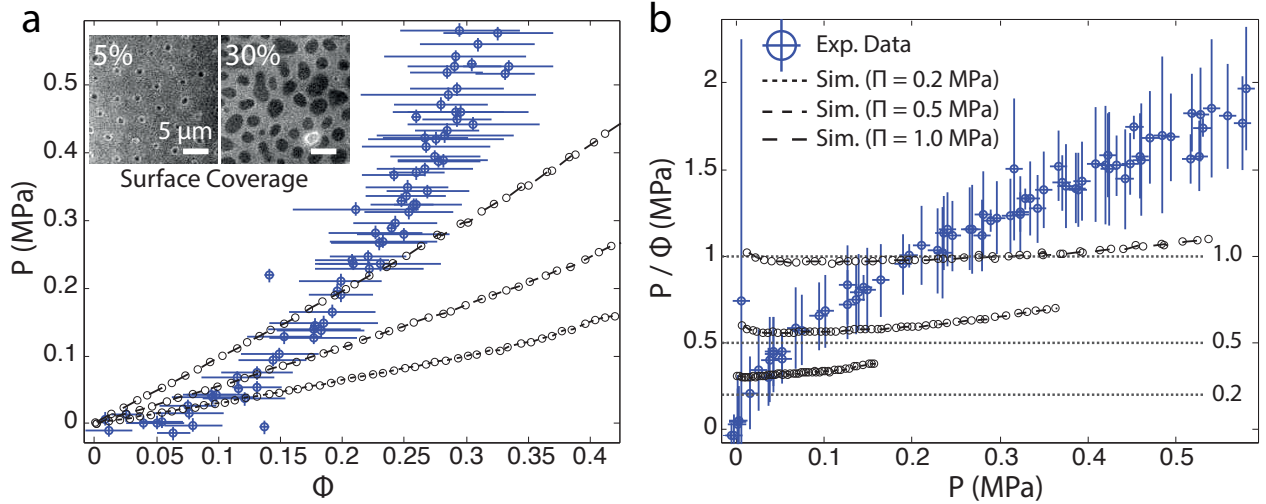 a
5%
30%
5 μm
Surface Coverage
P (MPa)
0.5
0.4
0.3
0.2
0.1
0
0
0.05
0.1
0.15
0.2
0.25
0.3
0.35
0.4
Φ
b
Exp. Data
Sim. (Π = 0.2 MPa)
Sim. (Π = 0.5 MPa)
Sim. (Π = 1.0 MPa)
P / Φ (MPa)
2
1.5
1
0.5
0
1.0
0.5
0.2
0
0.1
0.2
0.3
0.4
0.5
P (MPa)